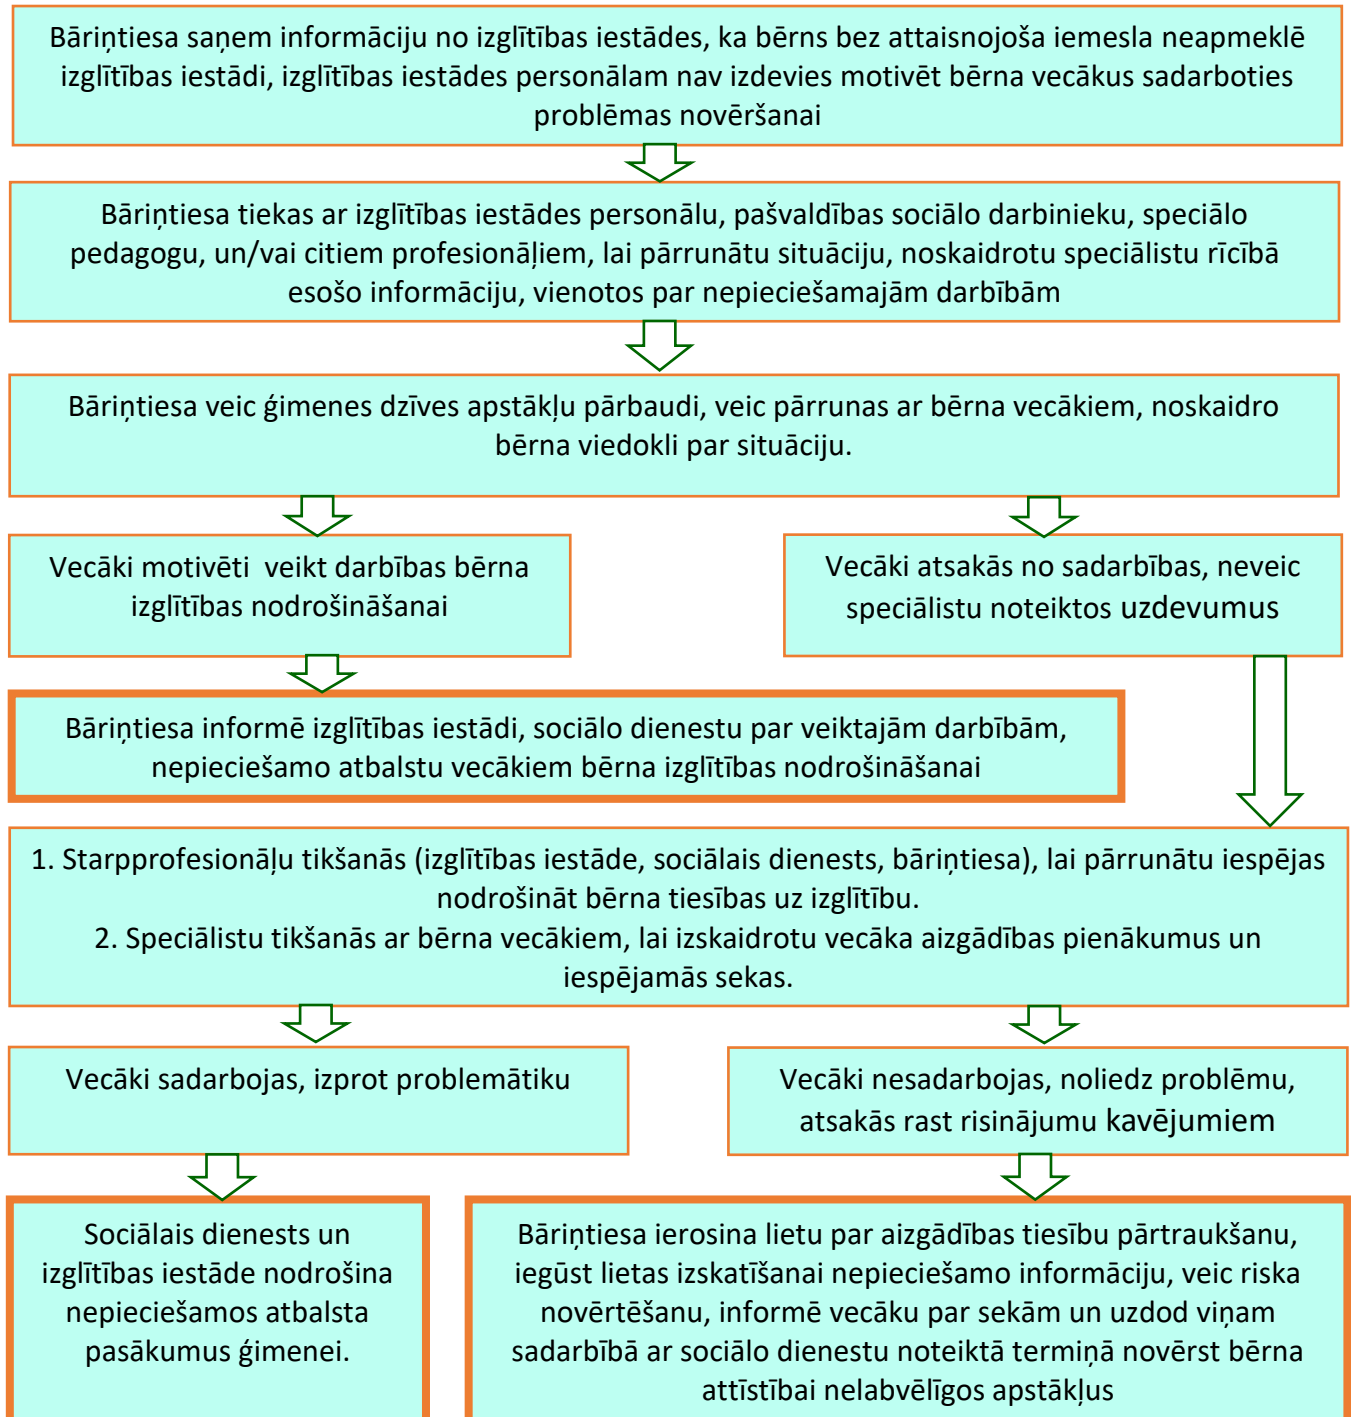 Bāriņtiesa saņem informāciju no izglītības iestādes, ka bērns bez attaisnojoša iemesla neapmeklē
izglītības iestādi, izglītības iestādes personālam nav izdevies motivēt bērna vecākus sadarboties
problēmas novēršanai
Bāriņtiesa tiekas ar izglītības iestādes personālu, pašvaldības sociālo darbinieku, speciālo
pedagogu, un/vai citiem profesionāļiem, lai pārrunātu situāciju, noskaidrotu speciālistu rīcībā
esošo informāciju, vienotos par nepieciešamajām darbībām
Bāriņtiesa veic ģimenes dzīves apstākļu pārbaudi, veic pārrunas ar bērna vecākiem, noskaidro
bērna viedokli par situāciju.
Vecāki motivēti  veikt darbības bērna
izglītības nodrošināšanai
Vecāki atsakās no sadarbības, neveic
speciālistu noteiktos uzdevumus
Bāriņtiesa informē izglītības iestādi, sociālo dienestu par veiktajām darbībām,
nepieciešamo atbalstu vecākiem bērna izglītības nodrošināšanai
1. Starpprofesionāļu tikšanās (izglītības iestāde, sociālais dienests, bāriņtiesa), lai pārrunātu iespējas
nodrošināt bērna tiesības uz izglītību.
2. Speciālistu tikšanās ar bērna vecākiem, lai izskaidrotu vecāka aizgādības pienākumus un
iespējamās sekas.
Vecāki sadarbojas, izprot problemātiku
Vecāki nesadarbojas, noliedz problēmu,
atsakās rast risinājumu kavējumiem
Sociālais dienests un
izglītības iestāde nodrošina
nepieciešamos atbalsta
pasākumus ģimenei.
Bāriņtiesa ierosina lietu par aizgādības tiesību pārtraukšanu,
iegūst lietas izskatīšanai nepieciešamo informāciju, veic riska
novērtēšanu, informē vecāku par sekām un uzdod viņam
sadarbībā ar sociālo dienestu noteiktā termiņā novērst bērna
attīstībai nelabvēlīgos apstākļus